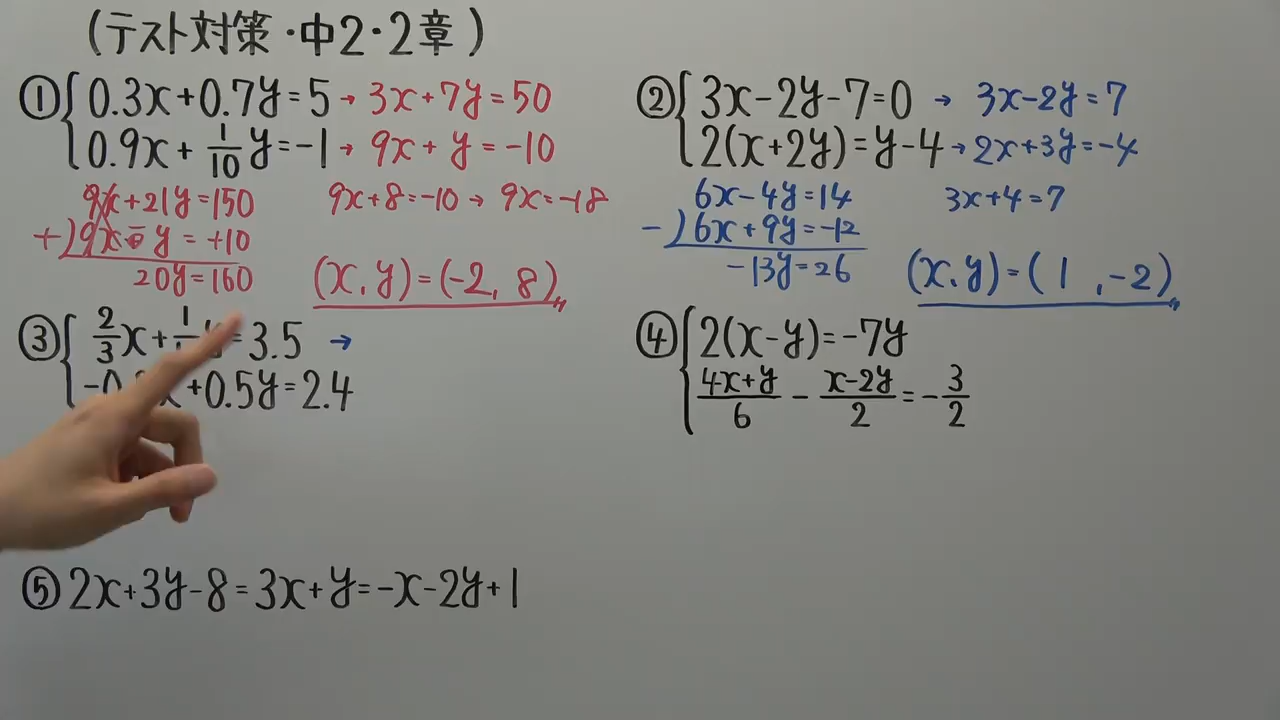 (テスト対策・中2・2章)
① 0.3x+0.7y=5 → 3x+7y=50
0.9x+1/10y=-1 → 9x+y=-10
9x+21y=150
+) 9x-y=+10
20y=160
9x+8=-10 → 9x=-18
(x,y)=(-2,8)
② 3x-2y-7=0 → 3x-2y=7
2(x+2y)=y-4 → 2x+3y=-4
6x-4y=14
-) 6x+9y=-12
-13y=26
3x+4=7
(x,y)=(1,-2)
③ 2/3x+ =3.5 →
+0.5y=2.4
④ 2(x-y)=-7y
4x+y/6 - x-2y/2 = -3/2
⑤ 2x+3y-8=3x+y=-x-2y+1